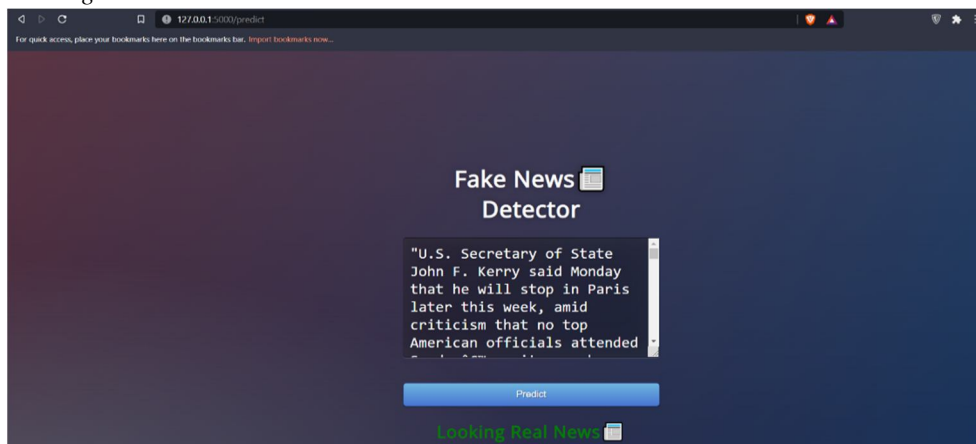 127.0.0.1:5000/predict
For quick access, place your bookmarks here on the bookmarks bar. Import bookmarks now...
Fake News
Detector
"U.S. Secretary of State
John F. Kerry said Monday
that he will stop in Paris
later this week, amid
criticism that no top
American officials attended
Predict
Looking Real News